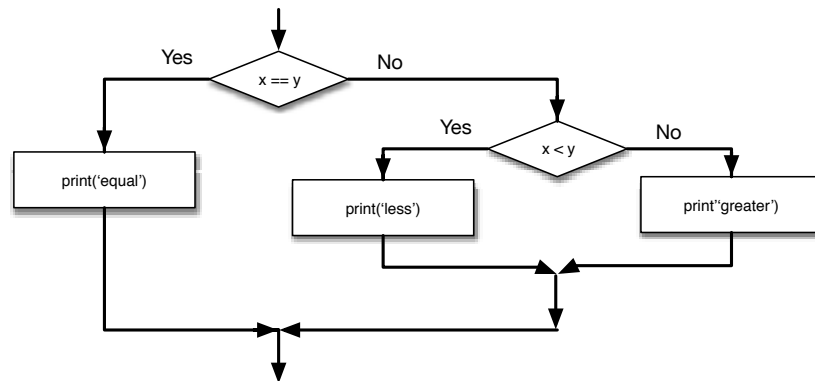 Yes
x == y
No
Yes
x < y
No
print(‘equal’)
print(‘less’)
print‘‘greater’)